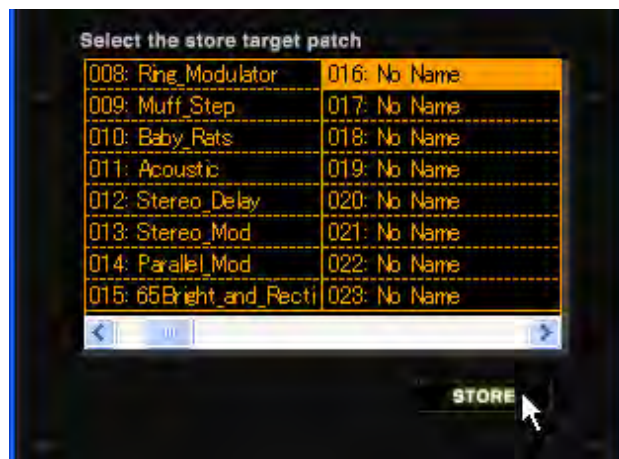 Select the store target patch
008: Ring_Modulator 016: No Name
009: Muff_Step 017: No Name
010: Baby_Rats 018: No Name
011: Acoustic 019: No Name
012: Stereo_Delay 020: No Name
013: Stereo_Mod 021: No Name
014: Parallel_Mod 022: No Name
015: 65Bright_and_Recti 023: No Name
STORE